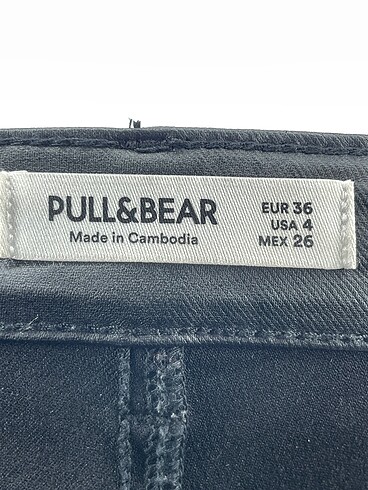 PULL&BEAR
Made in Cambodia
EUR 36
USA 4
MEX 26